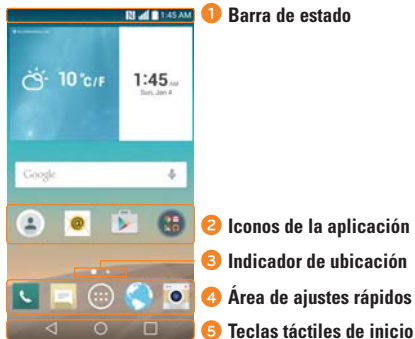 1:45 AM
1 Barra de estado
10 °C/F
1:45 AM
Sun, Jan 4
Google
@
2 Iconos de la aplicación
3 Indicador de ubicación
4 Área de ajustes rápidos
5 Teclas táctiles de inicio